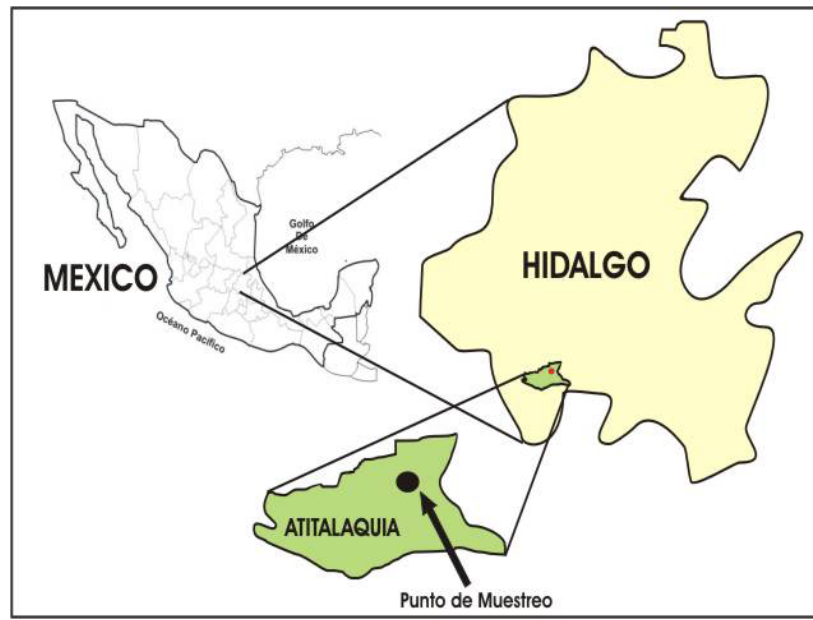 Golfo
De
México
MEXICO
HIDALGO
Océano Pacífico
ATITALAQUIA
Punto de Muestreo